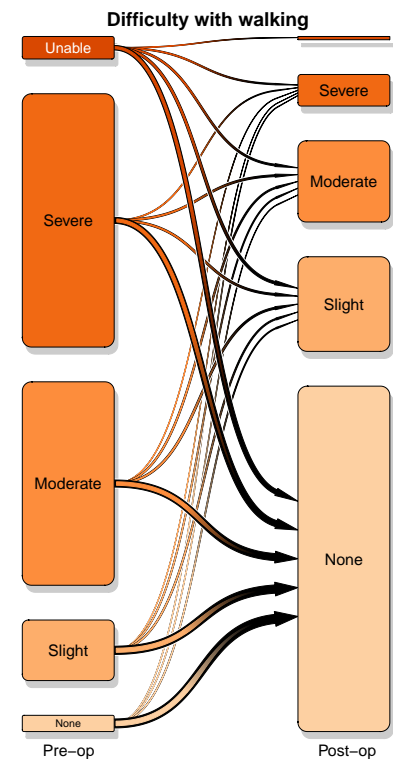 Difficulty with walking
Unable
Severe
Severe
Moderate
Slight
Moderate
None
Slight
None
Pre−op
Post−op